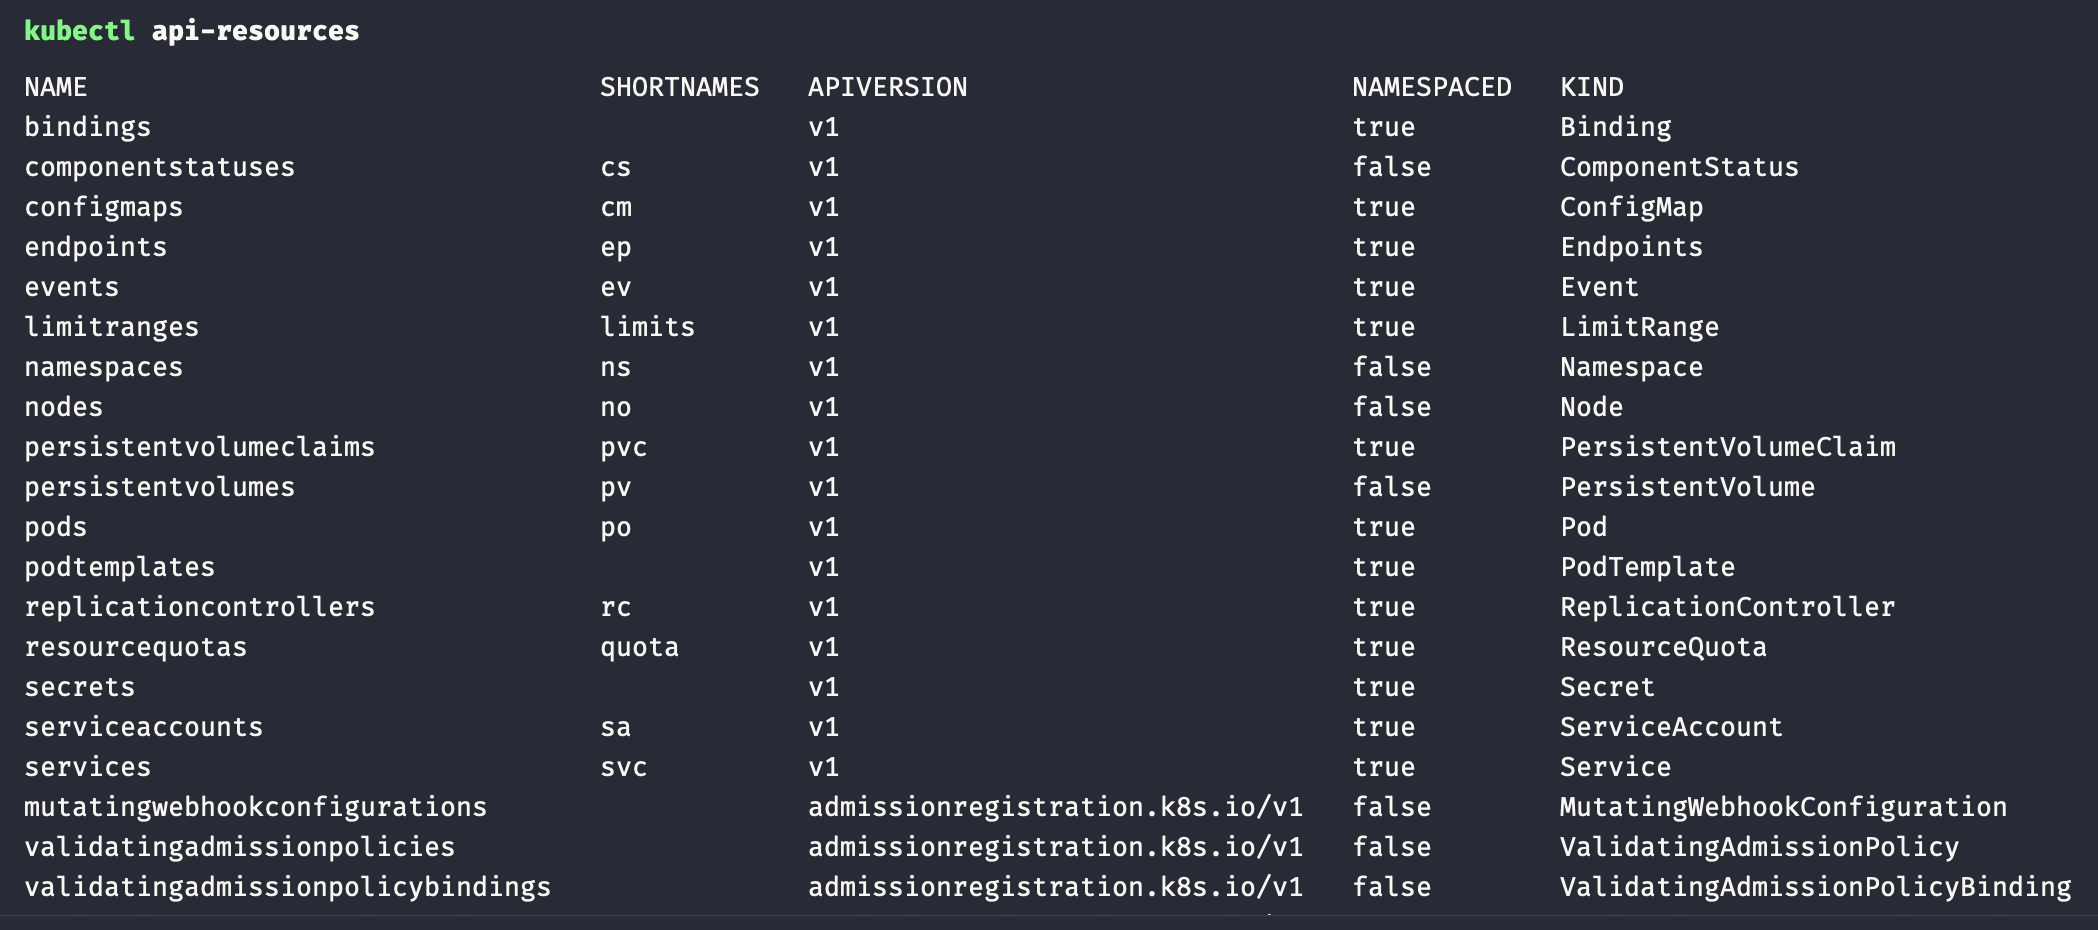 kubectl api-resources
NAME SHORTNAMES APIVERSION NAMESPACED KIND
bindings v1 true Binding
componentstatuses cs v1 false ComponentStatus
configmaps cm v1 true ConfigMap
endpoints ep v1 true Endpoints
events ev v1 true Event
limitranges limits v1 true LimitRange
namespaces ns v1 false Namespace
nodes no v1 false Node
persistentvolumeclaims pvc v1 true PersistentVolumeClaim
persistentvolumes pv v1 false PersistentVolume
pods po v1 true Pod
podtemplates v1 true PodTemplate
replicationcontrollers rc v1 true ReplicationController
resourcequotas quota v1 true ResourceQuota
secrets v1 true Secret
serviceaccounts sa v1 true ServiceAccount
services svc v1 true Service
mutatingwebhookconfigurations admissionregistration.k8s.io/v1 false MutatingWebhookConfiguration
validatingadmissionpolicies admissionregistration.k8s.io/v1 false ValidatingAdmissionPolicy
validatingadmissionpolicybindings admissionregistration.k8s.io/v1 false ValidatingAdmissionPolicyBinding